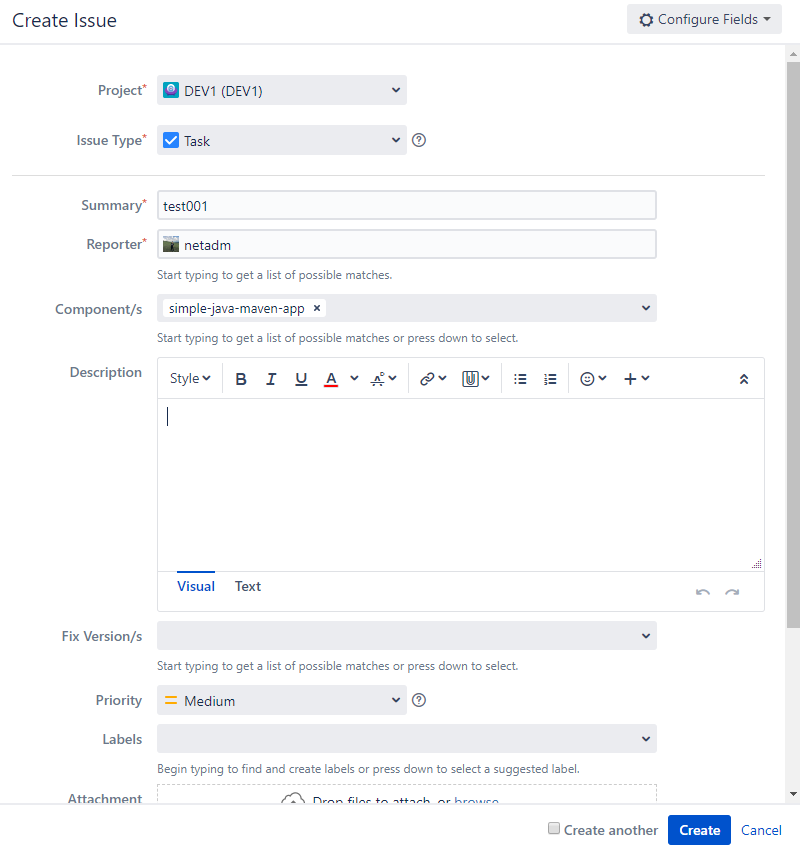 Create Issue
Configure Fields
Project*
DEV1 (DEV1)
Issue Type*
Task
Summary*
test001
Reporter*
netadm
Start typing to get a list of possible matches.
Component/s
simple-java-maven-app ×
Start typing to get a list of possible matches or press down to select.
Description
Style B I U A
Visual Text
Fix Version/s
Start typing to get a list of possible matches or press down to select.
Priority
Medium
Labels
Begin typing to find and create labels or press down to select a suggested label.
Attachment
Drop files to attach, or browse
Create another Create Cancel